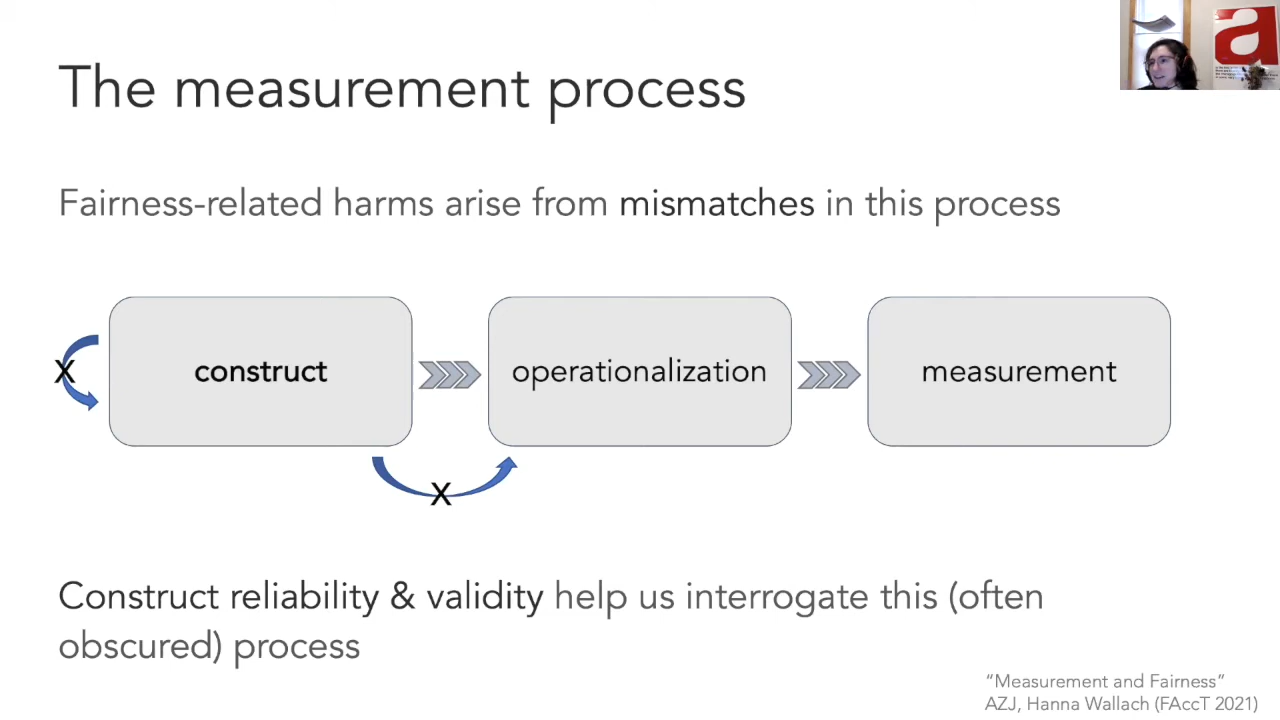 The measurement process
a
Fairness-related harms arise from mismatches in this process
X
construct
operationalization
measurement
X
Construct reliability & validity help us interrogate this (often
obscured) process
“Measurement and Fairness”
AZJ, Hanna Wallach (FAccT 2021)